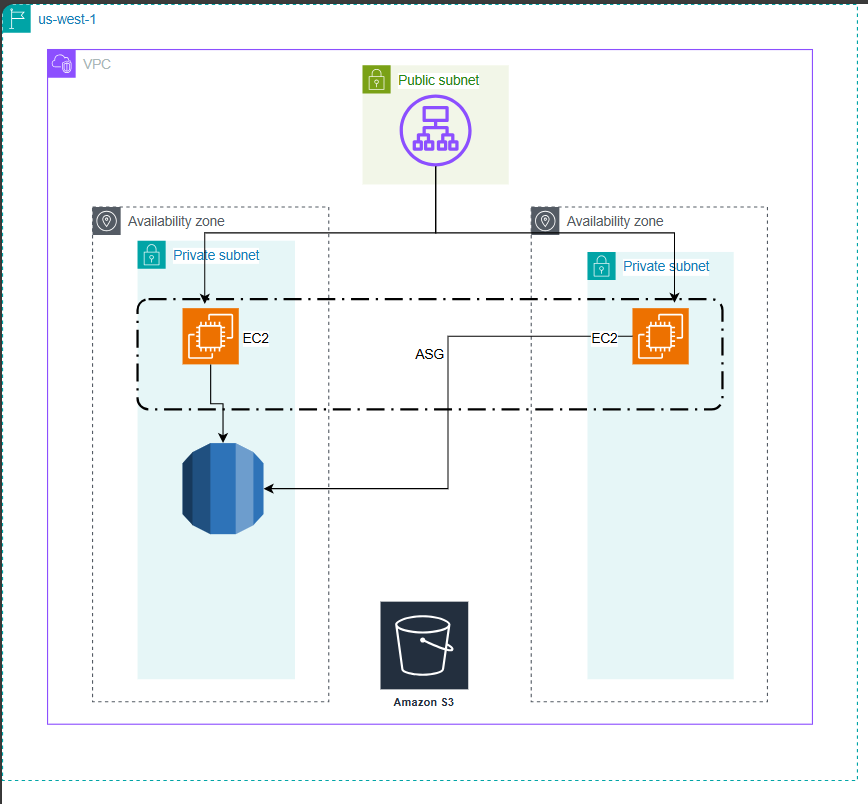 us-west-1
VPC
Public subnet
Availability zone
Availability zone
Private subnet
Private subnet
EC2
ASG
EC2
Amazon S3